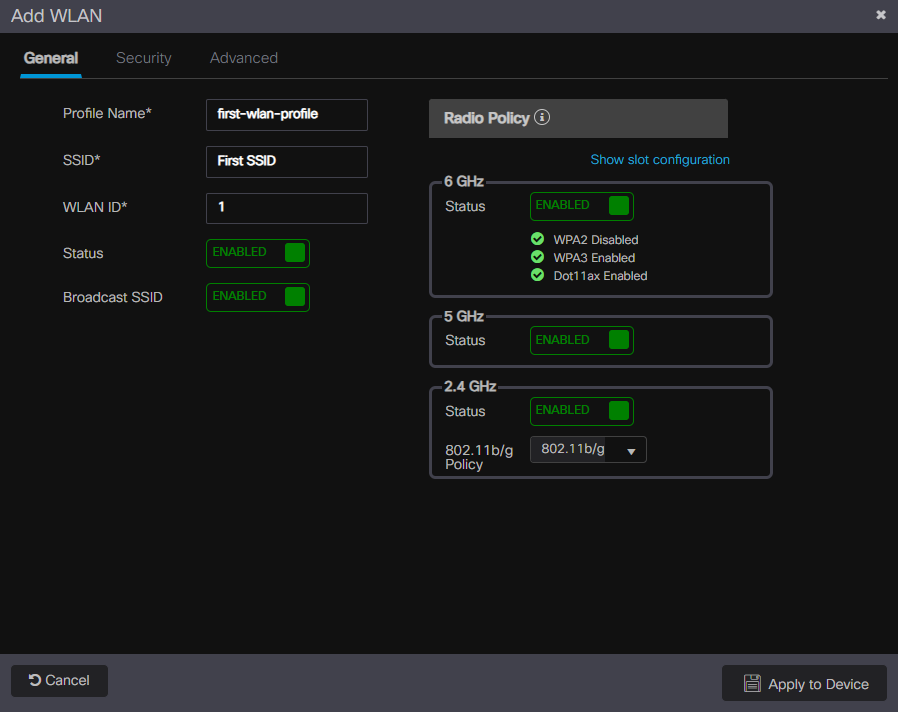 Add WLAN
General Security Advanced
Profile Name* first-wlan-profile
SSID* First SSID
WLAN ID* 1
Status ENABLED
Broadcast SSID ENABLED
Radio Policy
Show slot configuration
6 GHz
Status ENABLED
WPA2 Disabled
WPA3 Enabled
Dot11ax Enabled
5 GHz
Status ENABLED
2.4 GHz
Status ENABLED
802.11b/g 802.11b/g
Policy
Cancel Apply to Device